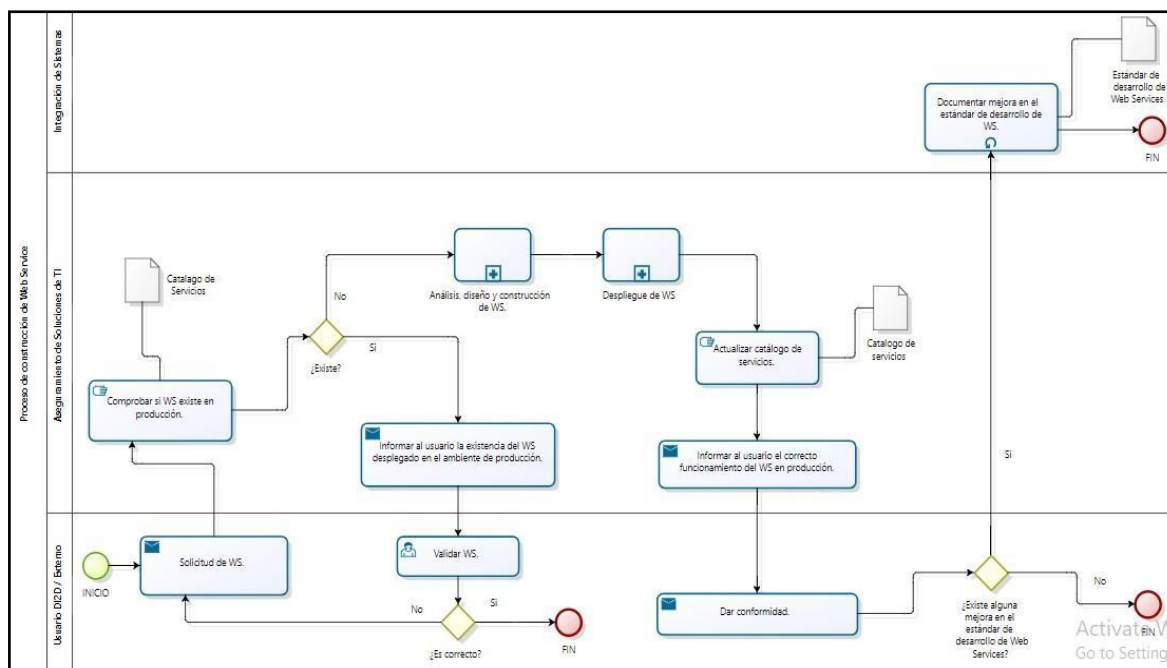 Proceso de construcción de Web Service
Integración de Sistemas
Documentar mejora en el
estándar de desarrollo de
WS.
Estándar de
desarrollo de
Web Services
FIN
Aseguramiento de Soluciones de TI
Catalago de
Servicios
Comprobar si WS existe en
producción.
¿Existe?
No
Si
Análisis, diseño y construcción
de WS.
Despliegue de WS
Actualizar catálogo de
servicios.
Catalogo de
servicios
Informar al usuario la existencia del WS
desplegado en el ambiente de producción.
Informar al usuario el correcto
funcionamiento del WS en producción.
Si
Usuario DI2D / Externo
INICIO
Solicitud de WS.
Validar WS.
No
Si
¿Es correcto?
FIN
Dar conformidad.
¿Existe alguna
mejora en el
estándar de
desarrollo de Web
Services?
No
FIN
Activate W
Go to Setting